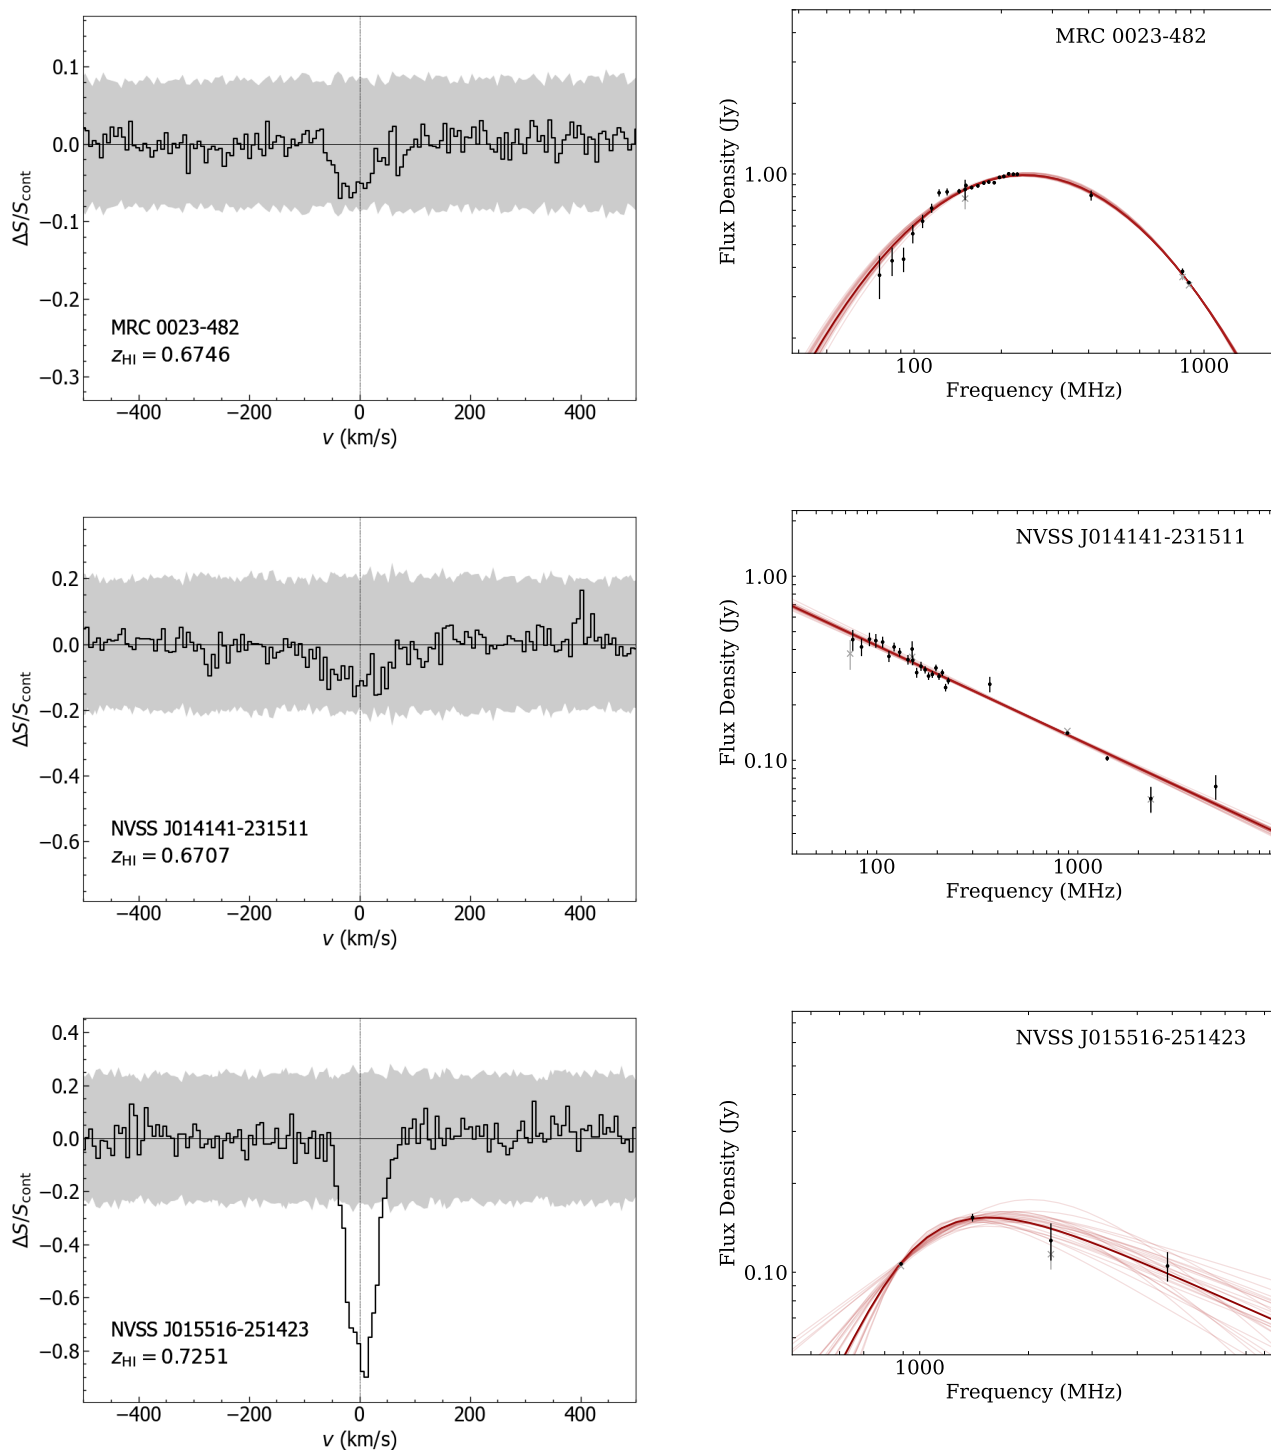 MRC 0023-482
0.1
0.0
−0.1
−0.2
−0.3
ΔS/S_cont
MRC 0023-482
z_HI = 0.6746
−400 −200 0 200 400
v (km/s)
1.00
Flux Density (Jy)
100 1000
Frequency (MHz)
NVSS J014141-231511
0.2
0.0
−0.2
−0.4
−0.6
ΔS/S_cont
NVSS J014141-231511
z_HI = 0.6707
−400 −200 0 200 400
v (km/s)
1.00
0.10
Flux Density (Jy)
100 1000
Frequency (MHz)
NVSS J015516-251423
0.4
0.2
0.0
−0.2
−0.4
−0.6
−0.8
ΔS/S_cont
NVSS J015516-251423
z_HI = 0.7251
−400 −200 0 200 400
v (km/s)
0.10
Flux Density (Jy)
1000
Frequency (MHz)